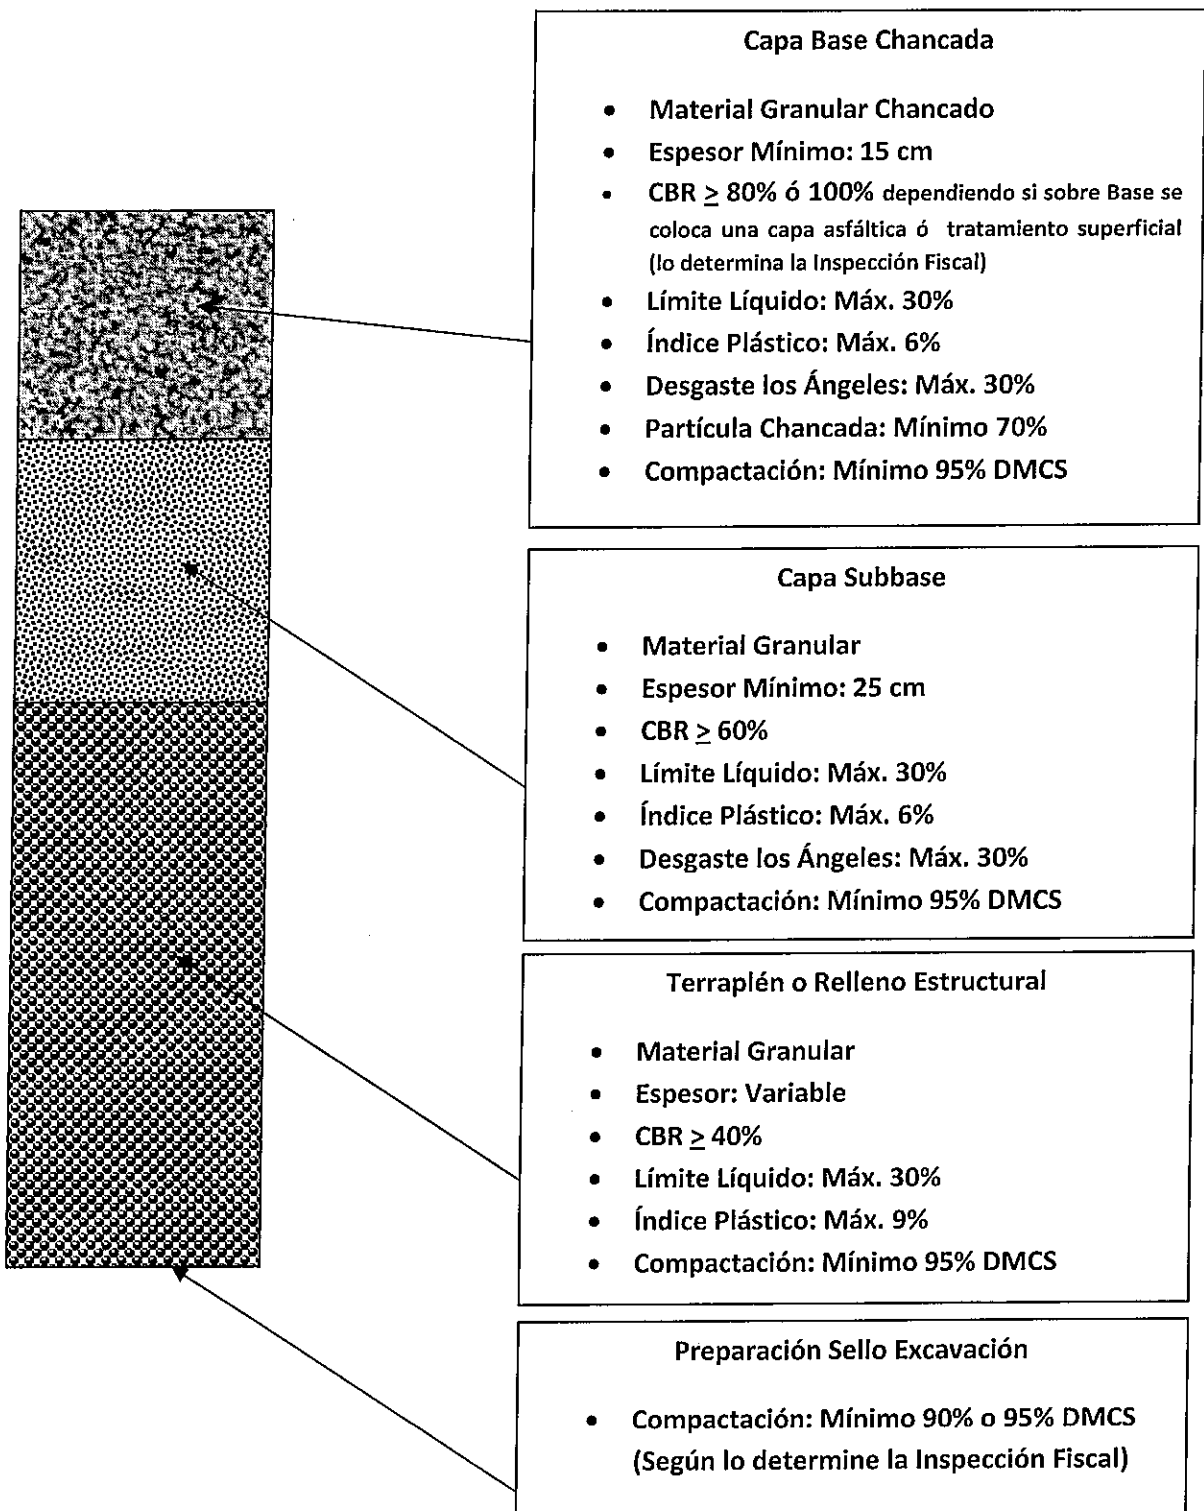 Capa Base Chancada
• Material Granular Chancado
• Espesor Mínimo: 15 cm
• CBR ≥ 80% ó 100% dependiendo si sobre Base se
coloca una capa asfáltica ó tratamiento superficial
(lo determina la Inspección Fiscal)
• Límite Líquido: Máx. 30%
• Índice Plástico: Máx. 6%
• Desgaste los Ángeles: Máx. 30%
• Partícula Chancada: Mínimo 70%
• Compactación: Mínimo 95% DMCS
Capa Subbase
• Material Granular
• Espesor Mínimo: 25 cm
• CBR ≥ 60%
• Límite Líquido: Máx. 30%
• Índice Plástico: Máx. 6%
• Desgaste los Ángeles: Máx. 30%
• Compactación: Mínimo 95% DMCS
Terraplén o Relleno Estructural
• Material Granular
• Espesor: Variable
• CBR ≥ 40%
• Límite Líquido: Máx. 30%
• Índice Plástico: Máx. 9%
• Compactación: Mínimo 95% DMCS
Preparación Sello Excavación
• Compactación: Mínimo 90% o 95% DMCS
(Según lo determine la Inspección Fiscal)